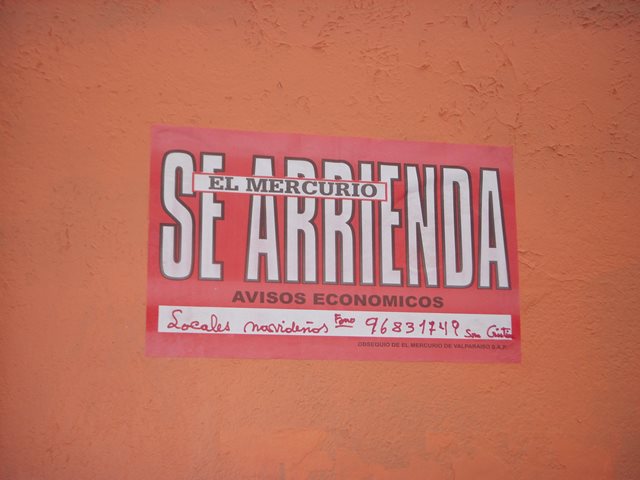 SE ARRIENDA
EL MERCURIO
AVISOS ECONOMICOS
Locales navideños Fono 96831749
OBSEQUIO DE EL MERCURIO DE VALPARAISO S.A.P.